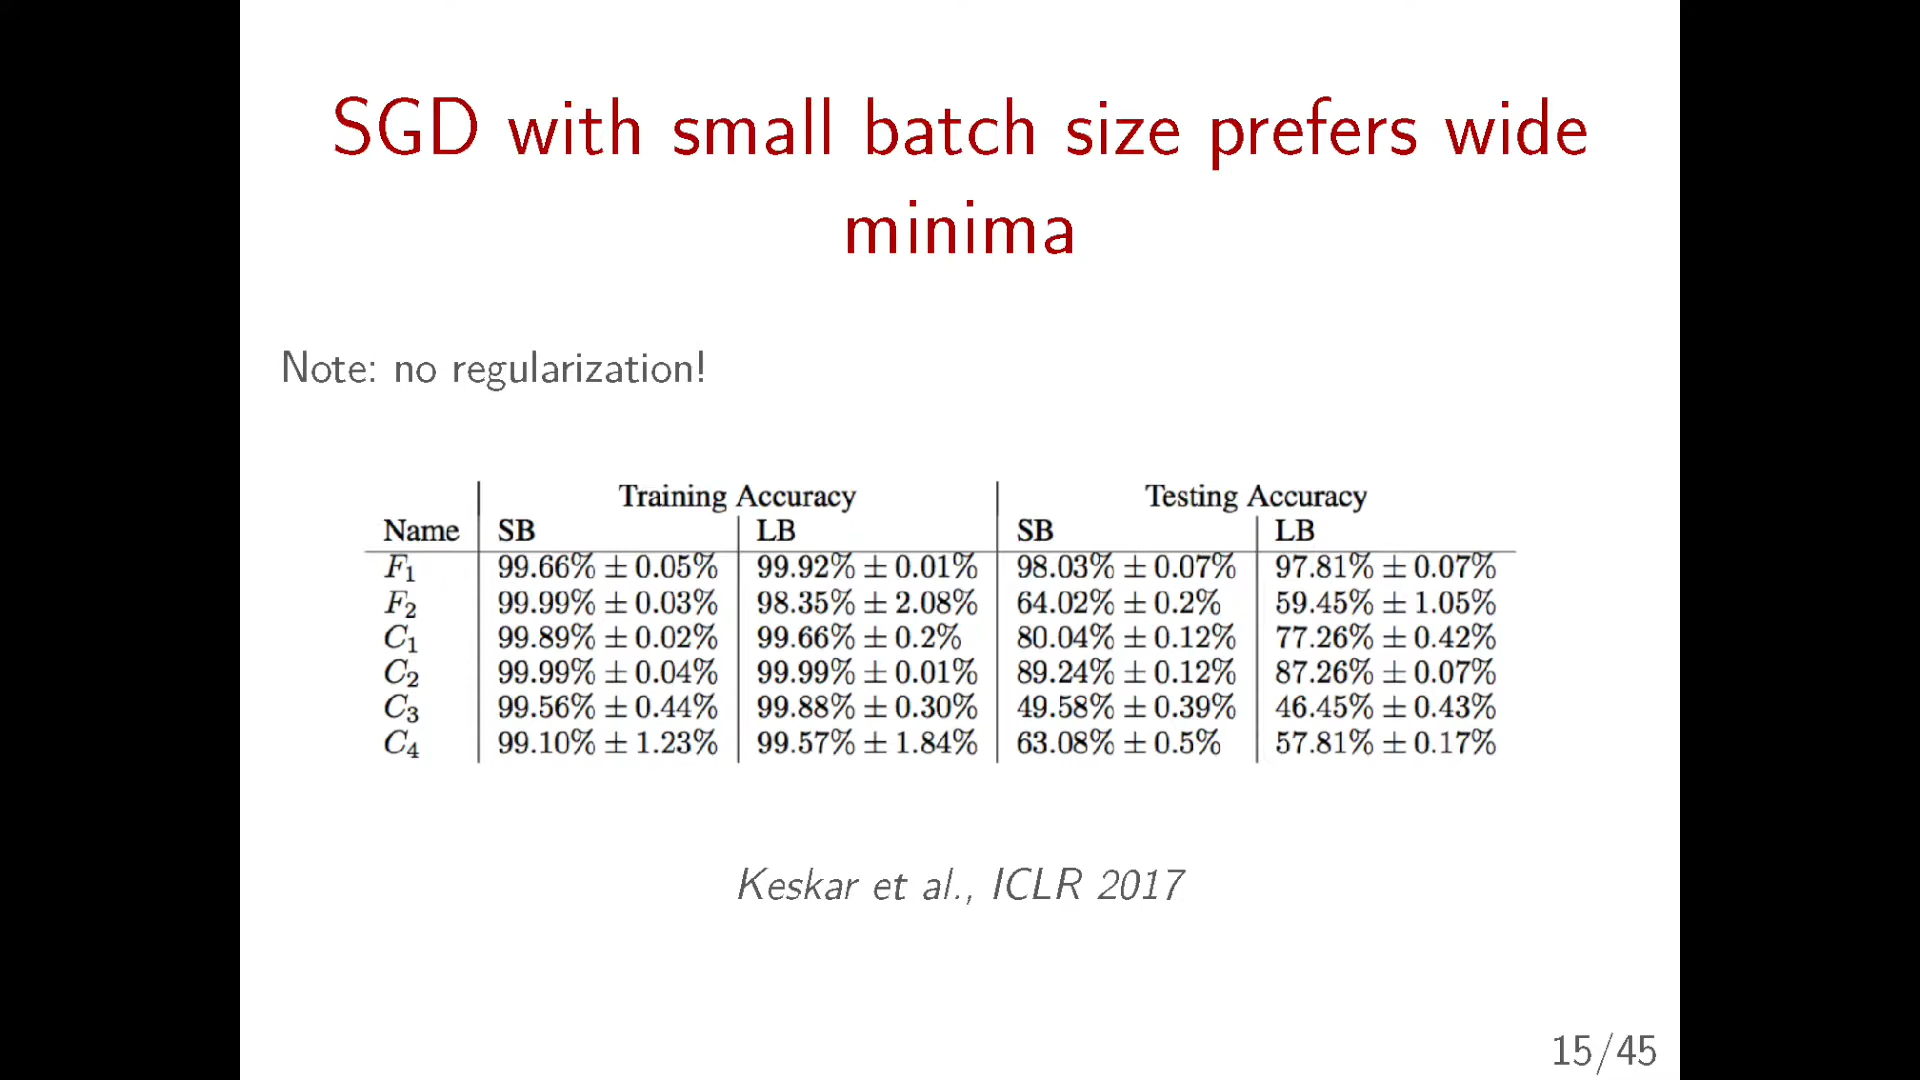 SGD with small batch size prefers wide
minima
Note: no regularization!
Training Accuracy Testing Accuracy
Name SB LB SB LB
F1 99.66% ± 0.05% 99.92% ± 0.01% 98.03% ± 0.07% 97.81% ± 0.07%
F2 99.99% ± 0.03% 98.35% ± 2.08% 64.02% ± 0.2% 59.45% ± 1.05%
C1 99.89% ± 0.02% 99.66% ± 0.2% 80.04% ± 0.12% 77.26% ± 0.42%
C2 99.99% ± 0.04% 99.99% ± 0.01% 89.24% ± 0.12% 87.26% ± 0.07%
C3 99.56% ± 0.44% 99.88% ± 0.30% 49.58% ± 0.39% 46.45% ± 0.43%
C4 99.10% ± 1.23% 99.57% ± 1.84% 63.08% ± 0.5% 57.81% ± 0.17%
Keskar et al., ICLR 2017
15/45